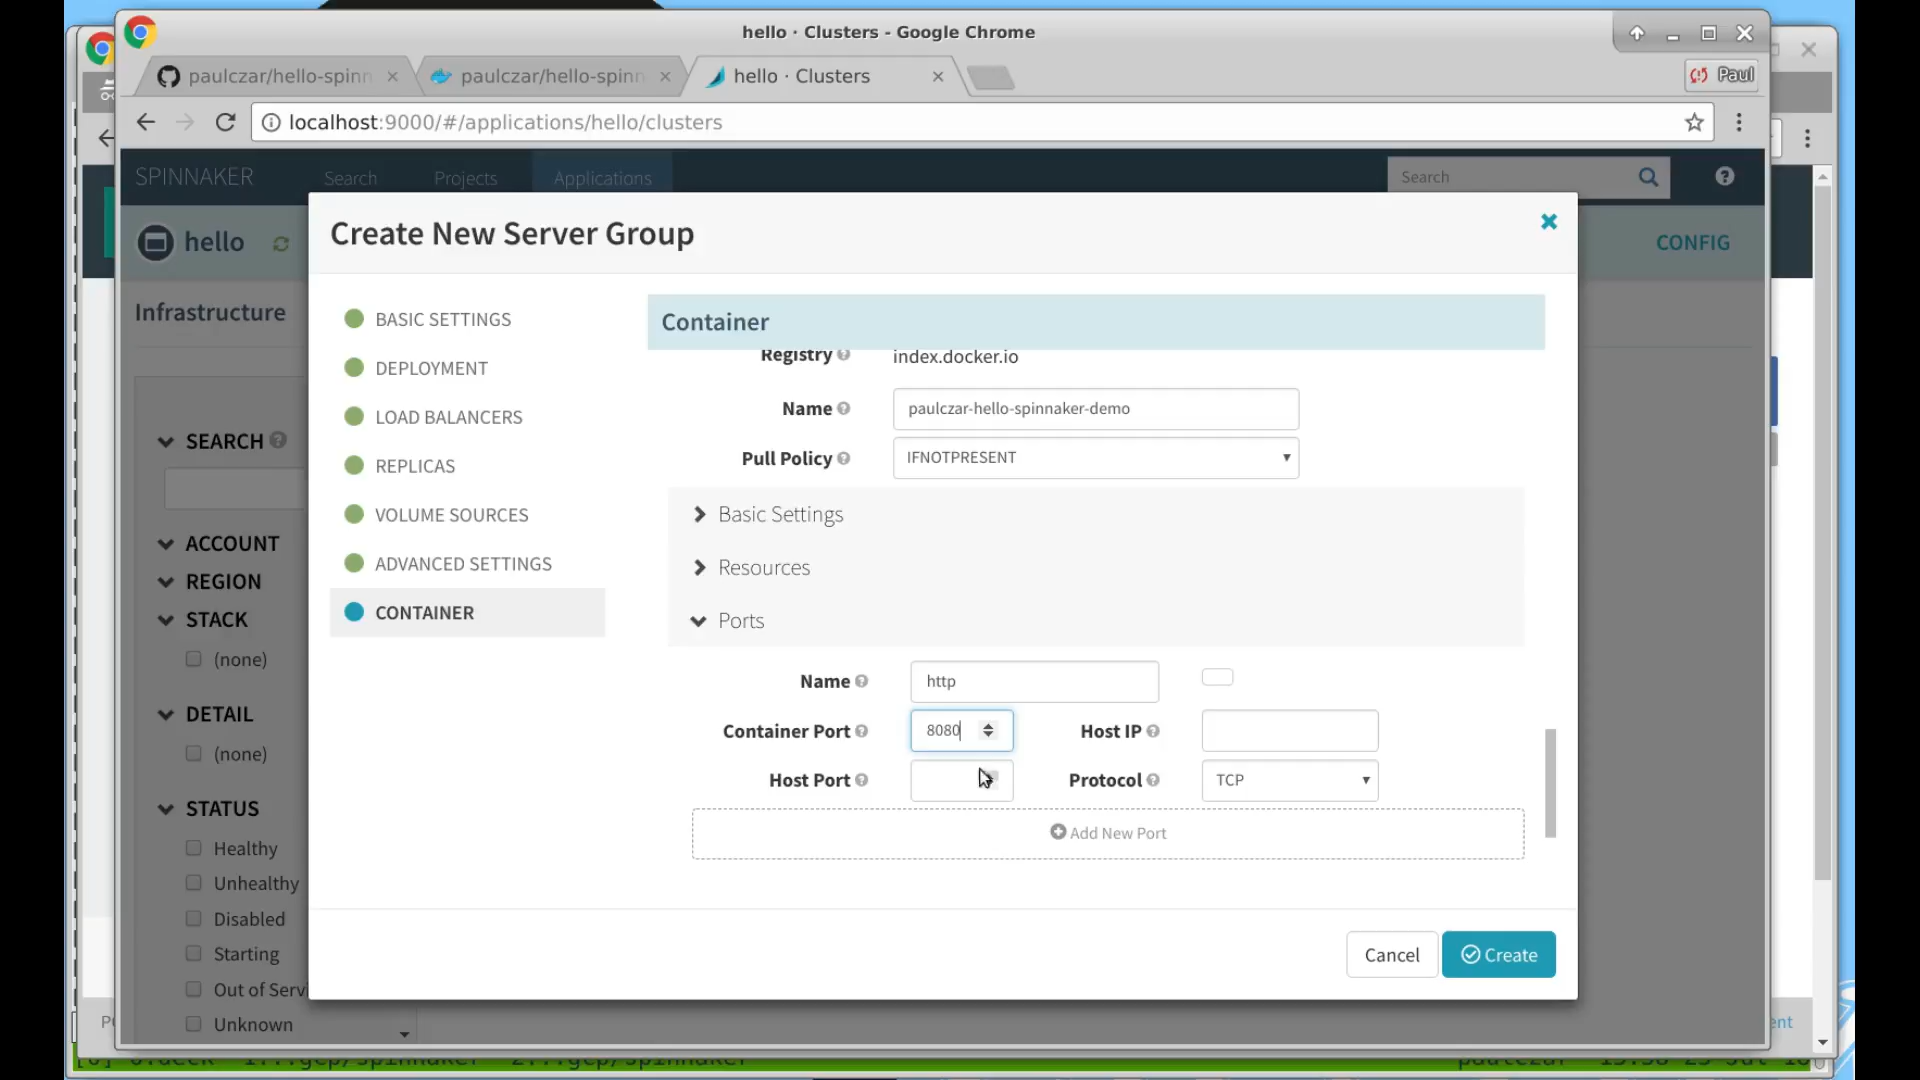 hello · Clusters - Google Chrome
paulczar/hello-spinn
paulczar/hello-spinn
hello · Clusters
Paul
localhost:9000/#/applications/hello/clusters
SPINNAKER
Search
Projects
Applications
Search
hello
CONFIG
Create New Server Group
Infrastructure
SEARCH
ACCOUNT
REGION
STACK
(none)
DETAIL
(none)
STATUS
Healthy
Unhealthy
Disabled
Starting
Out of Servi
Unknown
BASIC SETTINGS
DEPLOYMENT
LOAD BALANCERS
REPLICAS
VOLUME SOURCES
ADVANCED SETTINGS
CONTAINER
Container
Registry index.docker.io
Name paulczar-hello-spinnaker-demo
Pull Policy IFNOTPRESENT
Basic Settings
Resources
Ports
Name http
Container Port 8080 Host IP
Host Port Protocol TCP
Add New Port
Cancel Create
ent